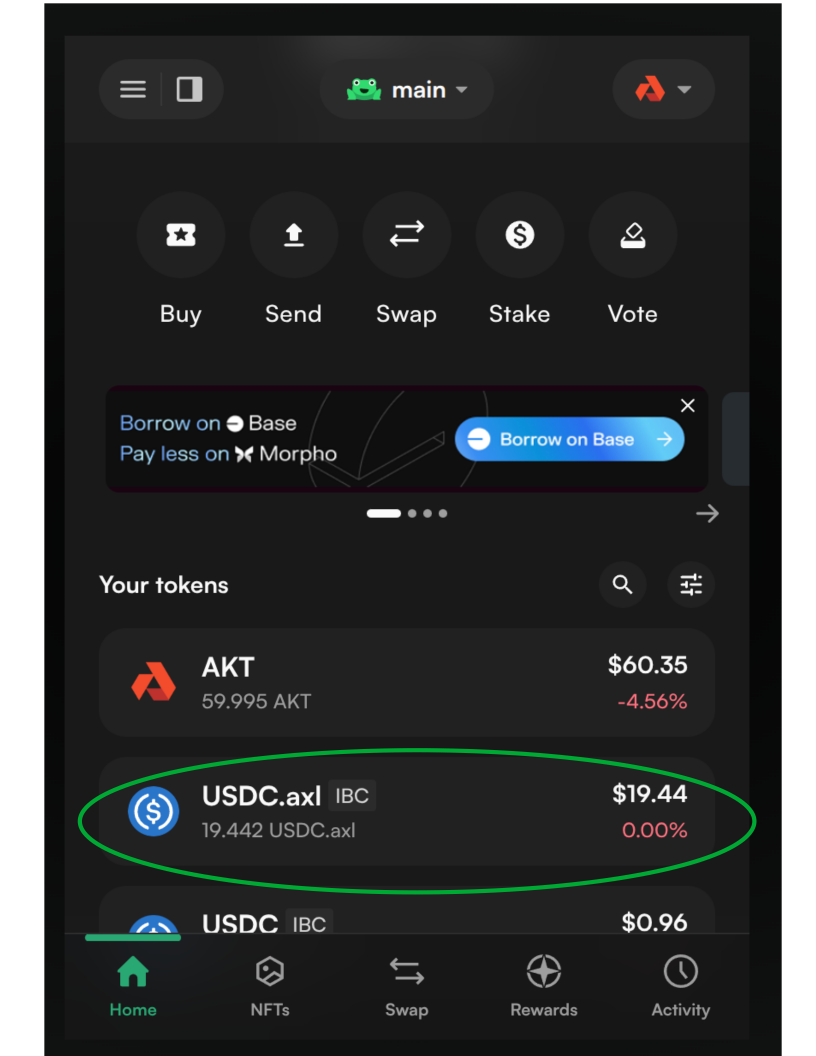 main
Buy Send Swap Stake Vote
Borrow on Base
Pay less on Morpho
Borrow on Base
Your tokens
AKT $60.35
59.995 AKT -4.56%
USDC.axl IBC $19.44
19.442 USDC.axl 0.00%
USDC IBC $0.96
Home NFTs Swap Rewards Activity